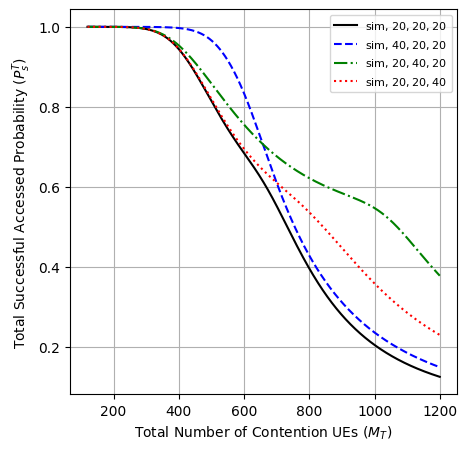 sim, 20, 20, 20
sim, 40, 20, 20
sim, 20, 40, 20
sim, 20, 20, 40
Total Successful Accessed Probability ($P_s^T$)
1.0
0.8
0.6
0.4
0.2
200 400 600 800 1000 1200
Total Number of Contention UEs ($M_T$)